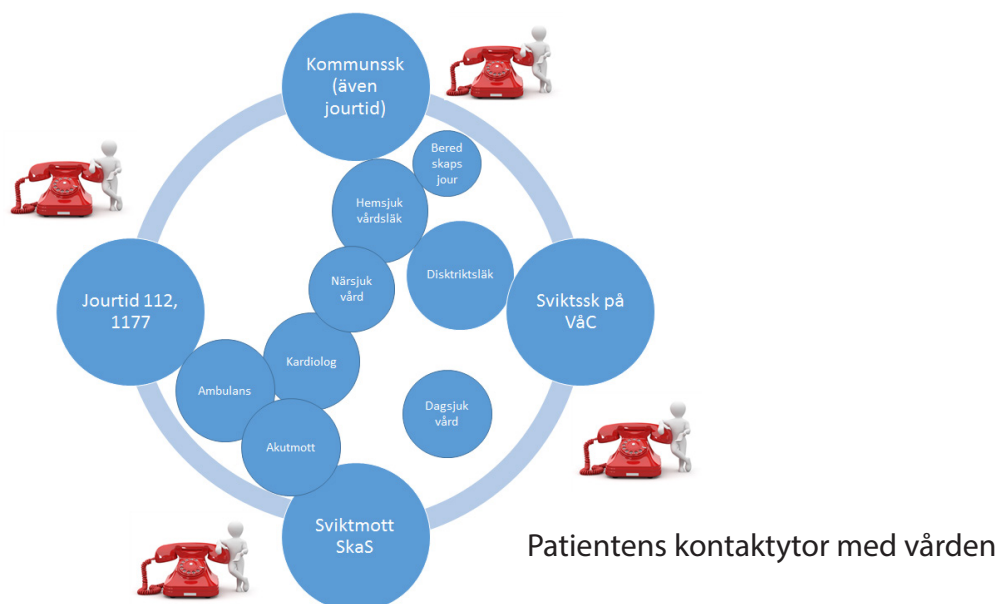 Kommunssk
(även
jourtid)
Bered
skaps
jour
Hemsjuk
vårdsläk
Disktriktsläk
Närsjuk
vård
Jourtid 112,
1177
Sviktssk på
VåC
Kardiolog
Ambulans
Dagsjuk
vård
Akutmott
Sviktmott
SkaS
Patientens kontaktytor med vården